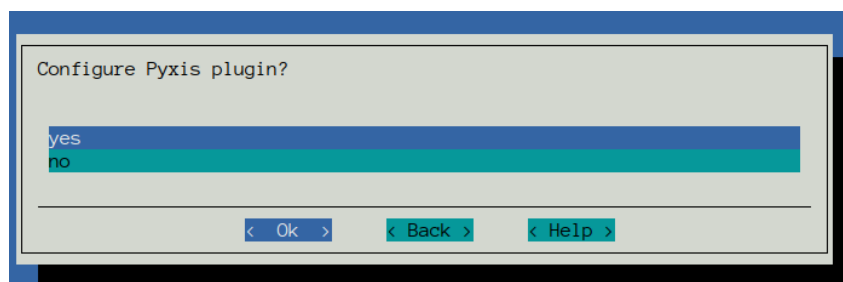 Configure Pyxis plugin?
yes
no
< Ok > < Back > < Help >